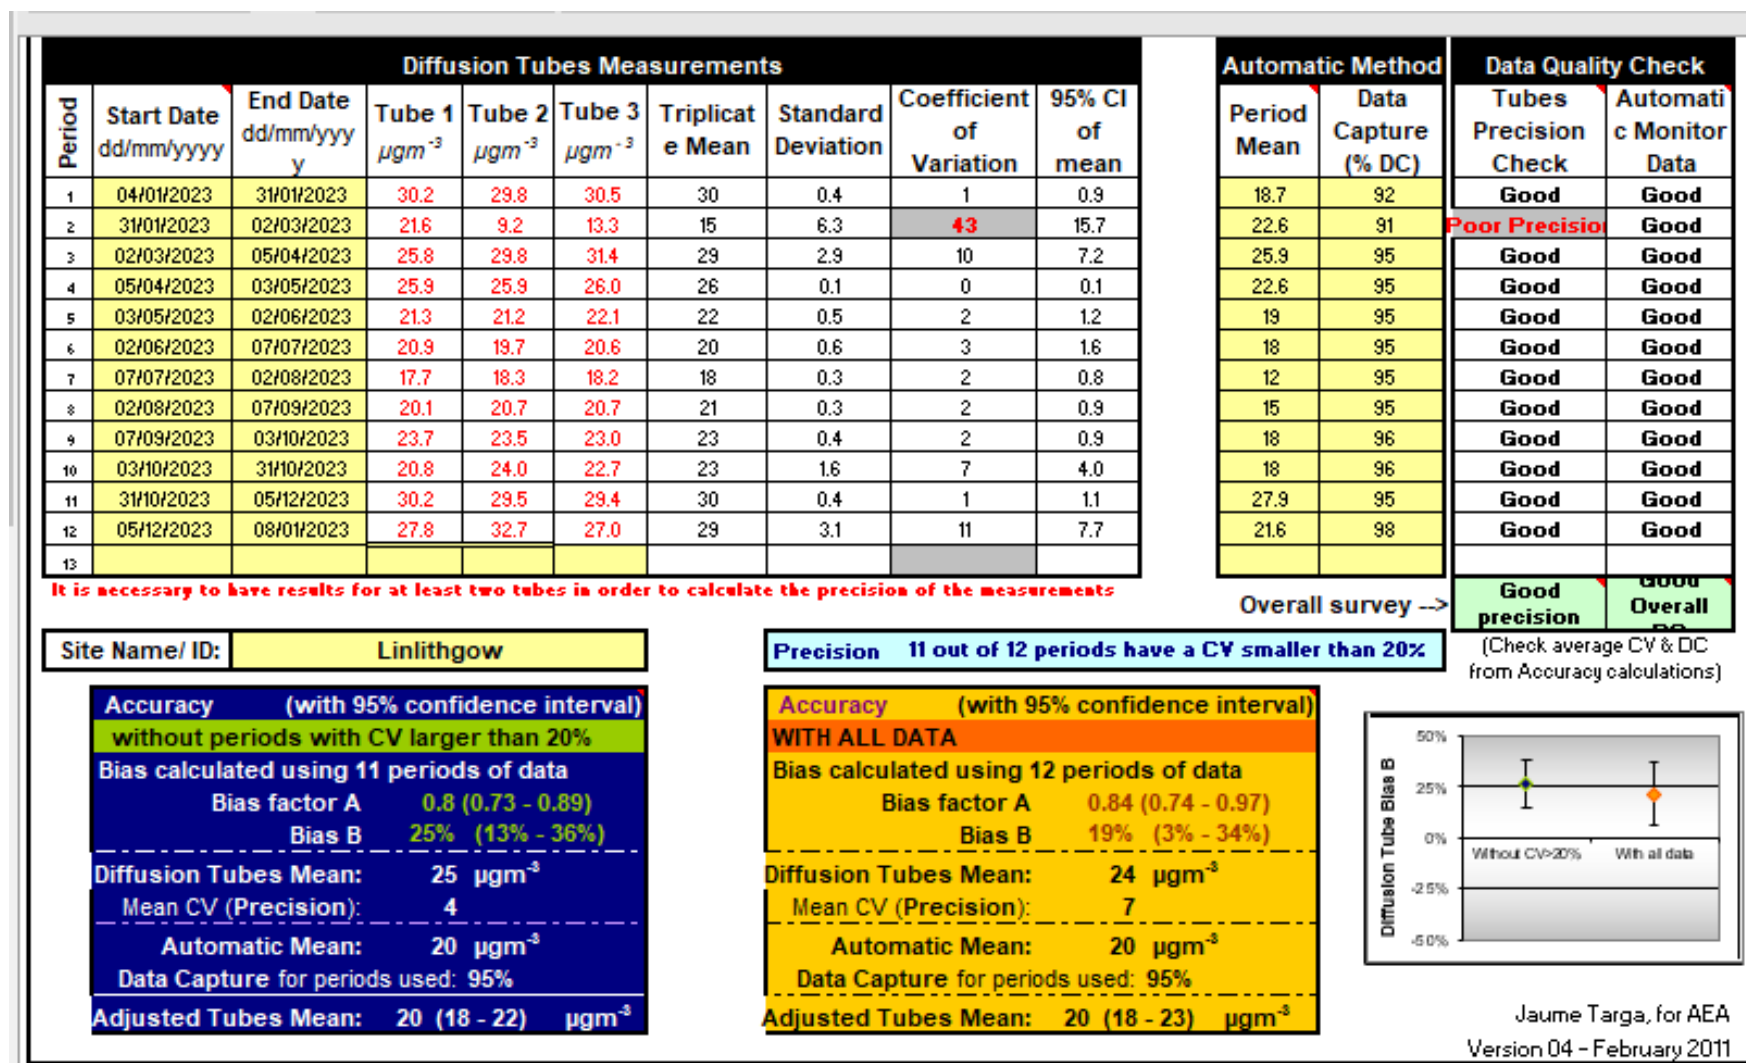 Diffusion Tubes Measurements Automatic Method Data Quality Check
Period Start Date dd/mm/yyyy End Date dd/mm/yyy y Tube 1 µgm-3 Tube 2 µgm-3 Tube 3 µgm-3 Triplicat e Mean Standard Deviation Coefficient of Variation 95% CI of mean Period Mean Data Capture (% DC) Tubes Precision Check Automati c Monitor Data
1 04/01/2023 31/01/2023 30.2 29.8 30.5 30 0.4 1 0.9 18.7 92 Good Good
2 31/01/2023 02/03/2023 21.6 9.2 13.3 15 6.3 43 15.7 22.6 91 Poor Precisio Good
3 02/03/2023 05/04/2023 25.8 29.8 31.4 29 2.9 10 7.2 25.9 95 Good Good
4 05/04/2023 03/05/2023 25.9 25.9 26.0 26 0.1 0 0.1 22.6 95 Good Good
5 03/05/2023 02/06/2023 21.3 21.2 22.1 22 0.5 2 1.2 19 95 Good Good
6 02/06/2023 07/07/2023 20.9 19.7 20.6 20 0.6 3 1.6 18 95 Good Good
7 07/07/2023 02/08/2023 17.7 18.3 18.2 18 0.3 2 0.8 12 95 Good Good
8 02/08/2023 07/09/2023 20.1 20.7 20.7 21 0.3 2 0.9 15 95 Good Good
9 07/09/2023 03/10/2023 23.7 23.5 23.0 23 0.4 2 0.9 18 96 Good Good
10 03/10/2023 31/10/2023 20.8 24.0 22.7 23 1.6 7 4.0 18 96 Good Good
11 31/10/2023 05/12/2023 30.2 29.5 29.4 30 0.4 1 1.1 27.9 95 Good Good
12 05/12/2023 08/01/2023 27.8 32.7 27.0 29 3.1 11 7.7 21.6 98 Good Good
13
It is necessary to have results for at least two tubes in order to calculate the precision of the measurements
Overall survey --> Good precision Good Overall
Site Name/ ID: Linlithgow
Precision 11 out of 12 periods have a CV smaller than 20%
(Check average CV & DC
from Accuracy calculations)
Accuracy (with 95% confidence interval)
without periods with CV larger than 20%
Bias calculated using 11 periods of data
Bias factor A 0.8 (0.73 - 0.89)
Bias B 25% (13% - 36%)
Diffusion Tubes Mean: 25 µgm-3
Mean CV (Precision): 4
Automatic Mean: 20 µgm-3
Data Capture for periods used: 95%
Adjusted Tubes Mean: 20 (18 - 22) µgm-3
Accuracy (with 95% confidence interval)
WITH ALL DATA
Bias calculated using 12 periods of data
Bias factor A 0.84 (0.74 - 0.97)
Bias B 19% (3% - 34%)
Diffusion Tubes Mean: 24 µgm-3
Mean CV (Precision): 7
Automatic Mean: 20 µgm-3
Data Capture for periods used: 95%
Adjusted Tubes Mean: 20 (18 - 23) µgm-3
Diffusion Tube Bias B
50%
25%
0%
-25%
-50%
Without CV>20% With all data
Jaume Targa, for AEA
Version 04 - February 2011